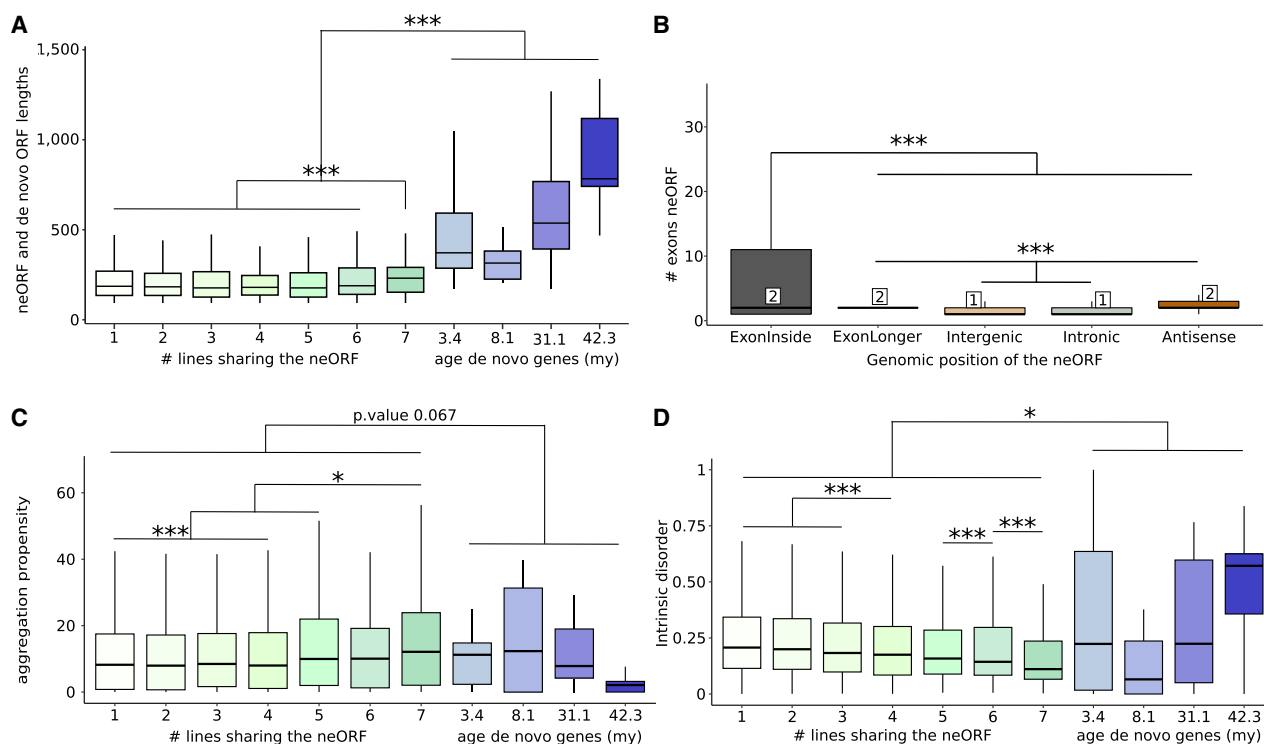 A
***
1,500
1,000
500
0
neORF and de novo ORF lengths
***
1 2 3 4 5 6 7 3.4 8.1 31.1 42.3
# lines sharing the neORF age de novo genes (my)
B
***
30
20
10
0
# exons neORF
***
2 2 1 1 2
ExonInside ExonLonger Intergenic Intronic Antisense
Genomic position of the neORF
C
p.value 0.067
*
***
60
40
20
0
aggregation propensity
1 2 3 4 5 6 7 3.4 8.1 31.1 42.3
# lines sharing the neORF age de novo genes (my)
D
*
***
*** ***
1
0.75
0.50
0.25
0
Intrinsic disorder
1 2 3 4 5 6 7 3.4 8.1 31.1 42.3
# lines sharing the neORF age de novo genes (my)